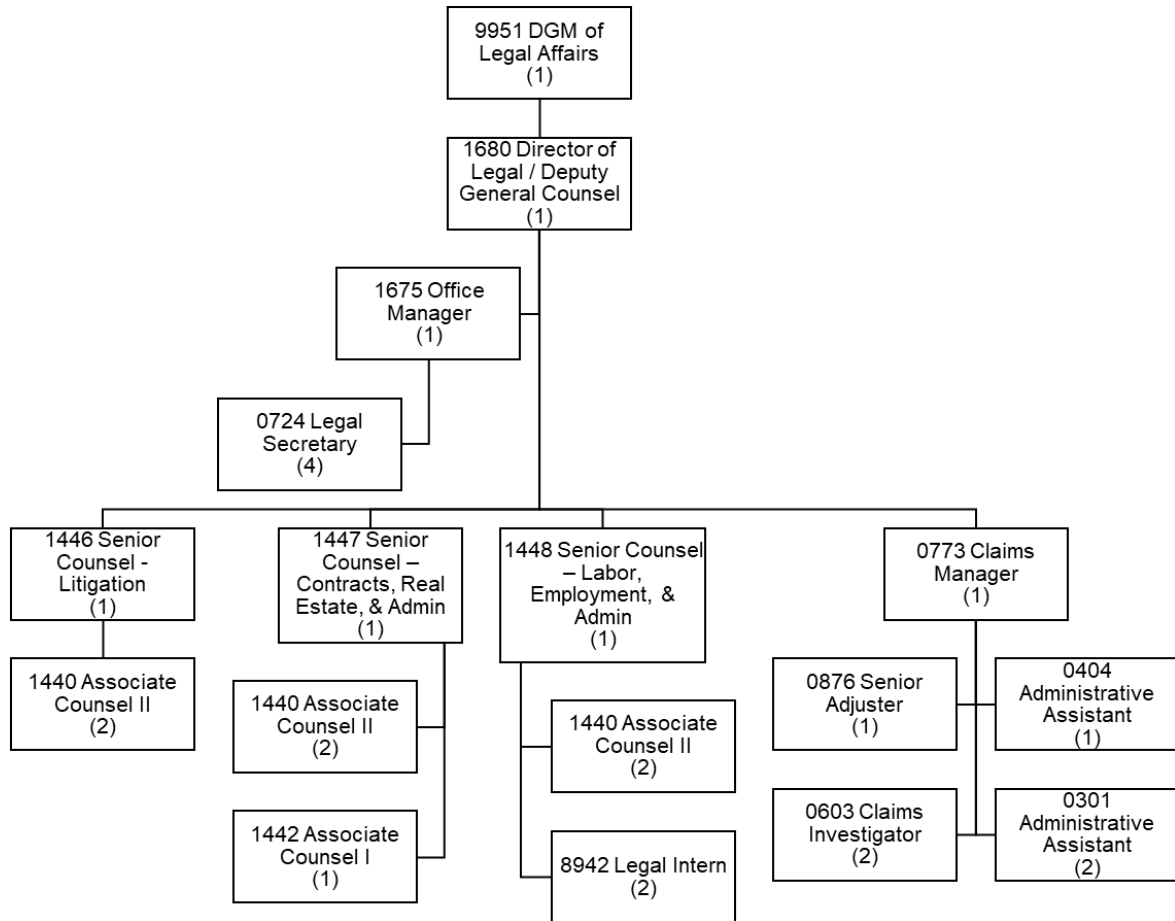 9951 DGM of
Legal Affairs
(1)
1680 Director of
Legal / Deputy
General Counsel
(1)
1675 Office
Manager
(1)
0724 Legal
Secretary
(4)
1446 Senior
Counsel -
Litigation
(1)
1440 Associate
Counsel II
(2)
1447 Senior
Counsel –
Contracts, Real
Estate, & Admin
(1)
1440 Associate
Counsel II
(2)
1442 Associate
Counsel I
(1)
1448 Senior Counsel
– Labor,
Employment, &
Admin
(1)
1440 Associate
Counsel II
(2)
8942 Legal Intern
(2)
0773 Claims
Manager
(1)
0876 Senior
Adjuster
(1)
0404
Administrative
Assistant
(1)
0603 Claims
Investigator
(2)
0301
Administrative
Assistant
(2)